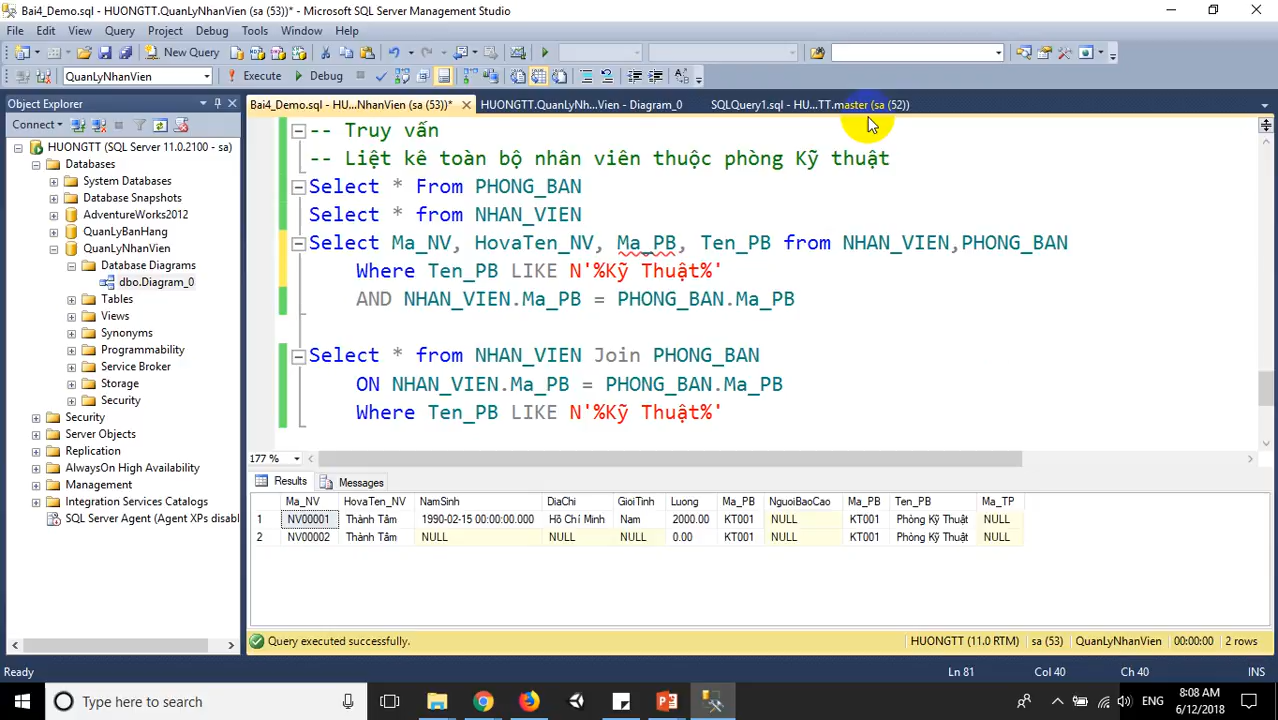 Bai4_Demo.sql - HUONGTT.QuanLyNhanVien (sa (53))* - Microsoft SQL Server Management Studio
File Edit View Query Project Debug Tools Window Help
New Query
QuanLyNhanVien Execute Debug
Object Explorer
Connect
HUONGTT (SQL Server 11.0.2100 - sa)
Databases
System Databases
Database Snapshots
AdventureWorks2012
QuanLyBanHang
QuanLyNhanVien
Database Diagrams
dbo.Diagram_0
Tables
Views
Synonyms
Programmability
Service Broker
Storage
Security
Security
Server Objects
Replication
AlwaysOn High Availability
Management
Integration Services Catalogs
SQL Server Agent (Agent XPs disabl
Bai4_Demo.sql - HU...NhanVien (sa (53))* HUONGTT.QuanLyNh...Vien - Diagram_0 SQLQuery1.sql - HU...TT.master (sa (52))
-- Truy vấn
-- Liệt kê toàn bộ nhân viên thuộc phòng Kỹ thuật
Select * From PHONG_BAN
Select * from NHAN_VIEN
Select Ma_NV, HovaTen_NV, Ma_PB, Ten_PB from NHAN_VIEN,PHONG_BAN
Where Ten_PB LIKE N'%Kỹ Thuật%'
AND NHAN_VIEN.Ma_PB = PHONG_BAN.Ma_PB
Select * from NHAN_VIEN Join PHONG_BAN
ON NHAN_VIEN.Ma_PB = PHONG_BAN.Ma_PB
Where Ten_PB LIKE N'%Kỹ Thuật%'
177 %
Results Messages
Ma_NV HovaTen_NV NamSinh DiaChi GioiTinh Luong Ma_PB NguoiBaoCao Ma_PB Ten_PB Ma_TP
1 NV00001 Thành Tâm 1990-02-15 00:00:00.000 Hồ Chí Minh Nam 2000.00 KT001 NULL KT001 Phòng Kỹ Thuật NULL
2 NV00002 Thành Tâm NULL NULL NULL 0.00 KT001 NULL KT001 Phòng Kỹ Thuật NULL
Query executed successfully. HUONGTT (11.0 RTM) sa (53) QuanLyNhanVien 00:00:00 2 rows
Ready Ln 81 Col 40 Ch 40 INS
Type here to search ENG 8:08 AM
6/12/2018